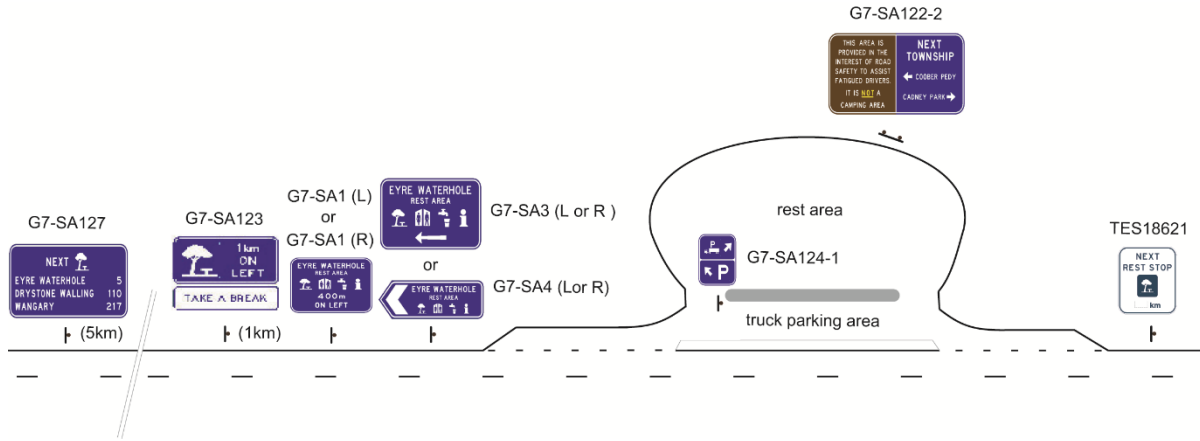 G7-SA122-2
THIS AREA IS
PROVIDED IN THE
INTEREST OF ROAD
SAFETY TO ASSIST
FATIGUED DRIVERS.
IT IS NOT A
CAMPING AREA
NEXT
TOWNSHIP
COOBER PEDY
CADNEY PARK
G7-SA127
NEXT
EYRE WATERHOLE 5
DRYSTONE WALLING 110
WANGARY 217
(5km)
G7-SA123
1km
ON
LEFT
TAKE A BREAK
(1km)
G7-SA1 (L)
or
G7-SA1 (R)
EYRE WATERHOLE
REST AREA
400m
ON LEFT
EYRE WATERHOLE
REST AREA
G7-SA3 (L or R )
or
EYRE WATERHOLE
REST AREA
G7-SA4 (Lor R)
rest area
P
P
G7-SA124-1
truck parking area
TES18621
NEXT
REST STOP
km